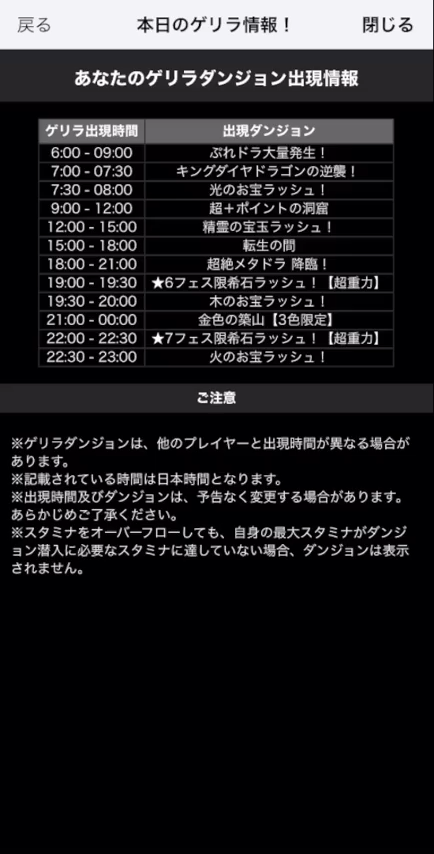 戻る 本日のゲリラ情報！ 閉じる
あなたのゲリラダンジョン出現情報
ゲリラ出現時間 出現ダンジョン
6:00 - 09:00 ぷれドラ大量発生！
7:00 - 07:30 キングダイヤドラゴンの逆襲！
7:30 - 08:00 光のお宝ラッシュ！
9:00 - 12:00 超＋ポイントの洞窟
12:00 - 15:00 精霊の宝玉ラッシュ！
15:00 - 18:00 転生の間
18:00 - 21:00 超絶メタドラ 降臨！
19:00 - 19:30 ★6フェス限希石ラッシュ！【超重力】
19:30 - 20:00 木のお宝ラッシュ！
21:00 - 00:00 金色の築山【3色限定】
22:00 - 22:30 ★7フェス限希石ラッシュ！【超重力】
22:30 - 23:00 火のお宝ラッシュ！
ご注意
※ゲリラダンジョンは、他のプレイヤーと出現時間が異なる場合が
あります。
※記載されている時間は日本時間となります。
※出現時間及びダンジョンは、予告なく変更する場合があります。
あらかじめご了承ください。
※スタミナをオーバーフローしても、自身の最大スタミナがダンジ
ョン潜入に必要なスタミナに達していない場合、ダンジョンは表示
されません。